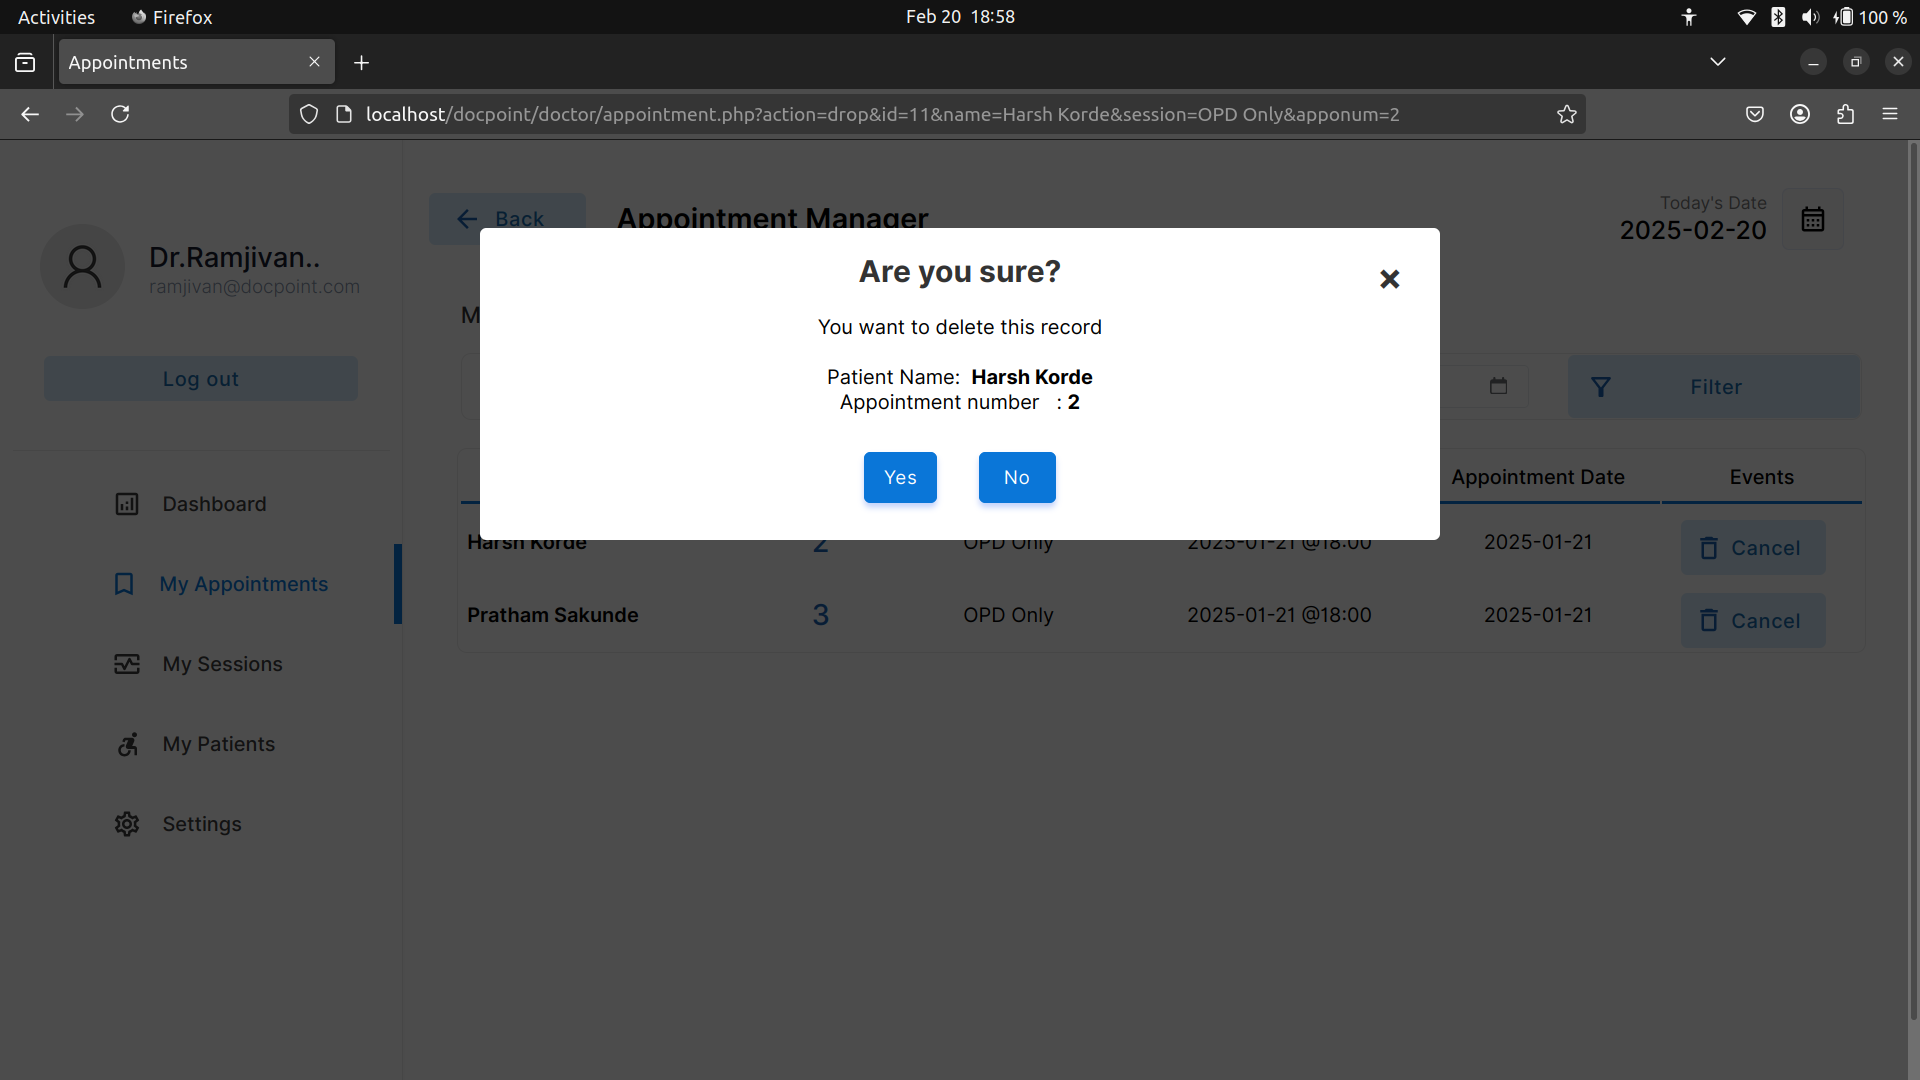 Activities Firefox Feb 20 18:58 100 %
Appointments
localhost/docpoint/doctor/appointment.php?action=drop&id=11&name=Harsh Korde&session=OPD Only&apponum=2
Back Appointment Manager Today's Date
2025-02-20
Dr.Ramjivan..
ramjivan@docpoint.com
Log out
Dashboard
My Appointments
My Sessions
My Patients
Settings
M
Are you sure?
You want to delete this record
Patient Name: Harsh Korde
Appointment number : 2
Yes No
Filter
Appointment Date Events
Harsh Korde 2 OPD Only 2025-01-21 @18:00 2025-01-21 Cancel
Pratham Sakunde 3 OPD Only 2025-01-21 @18:00 2025-01-21 Cancel